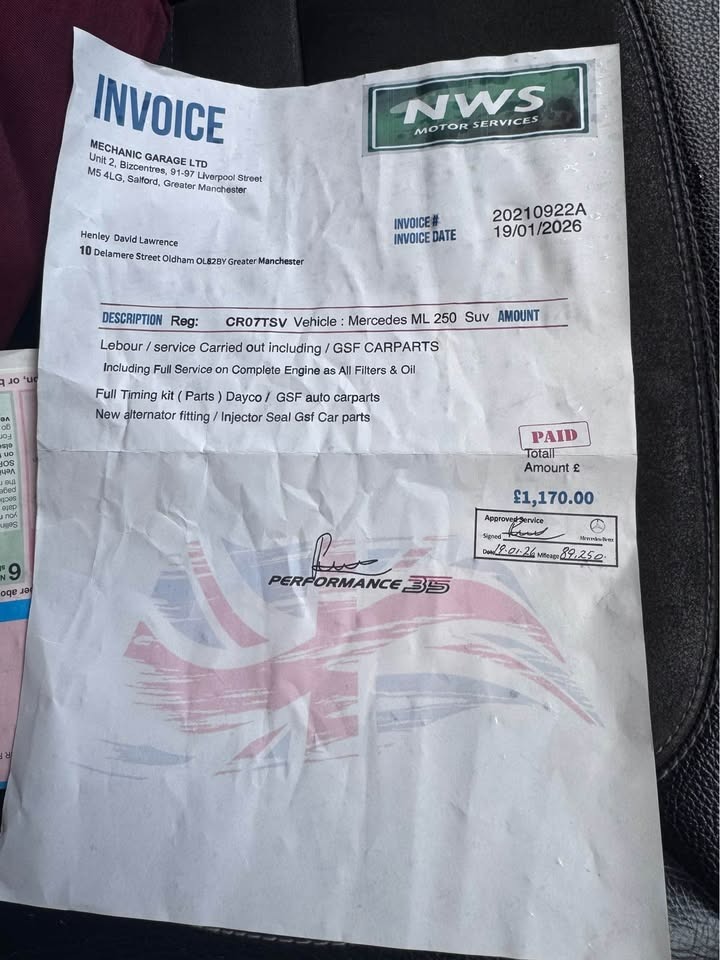 INVOICE
NWS
MOTOR SERVICES
MECHANIC GARAGE LTD
Unit 2, Bizcentres, 91-97 Liverpool Street
M5 4LG, Salford, Greater Manchester
INVOICE# 20210922A
INVOICE DATE 19/01/2026
Henley David Lawrence
10 Delamere Street Oldham OL82BY Greater Manchester
DESCRIPTION Reg: CR07TSV Vehicle : Mercedes ML 250 Suv AMOUNT
Lebour / service Carried out including / GSF CARPARTS
Including Full Service on Complete Engine as All Filters & Oil
Full Timing kit ( Parts ) Dayco / GSF auto carparts
New alternator fitting / Injector Seal Gsf Car parts
PAID
Totall
Amount £
£1,170.00
Approved Service
Signed Mercedes-Benz
Date 19.01.26 Mileage 89,250.
PERFORMANCE 35
6